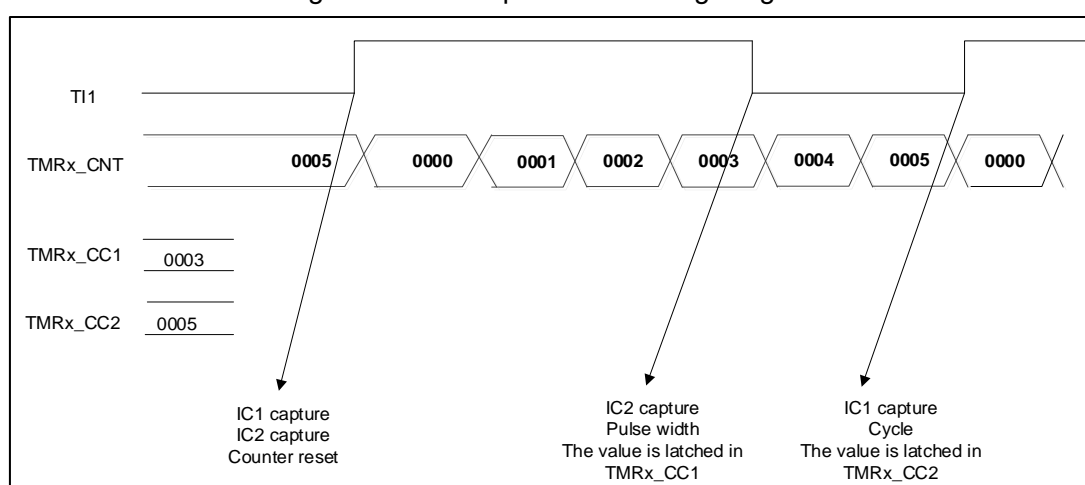 TI1
TMRx_CNT
0005 0000 0001 0002 0003 0004 0005 0000
TMRx_CC1
0003
TMRx_CC2
0005
IC1 capture
IC2 capture
Counter reset
IC2 capture
Pulse width
The value is latched in
TMRx_CC1
IC1 capture
Cycle
The value is latched in
TMRx_CC2